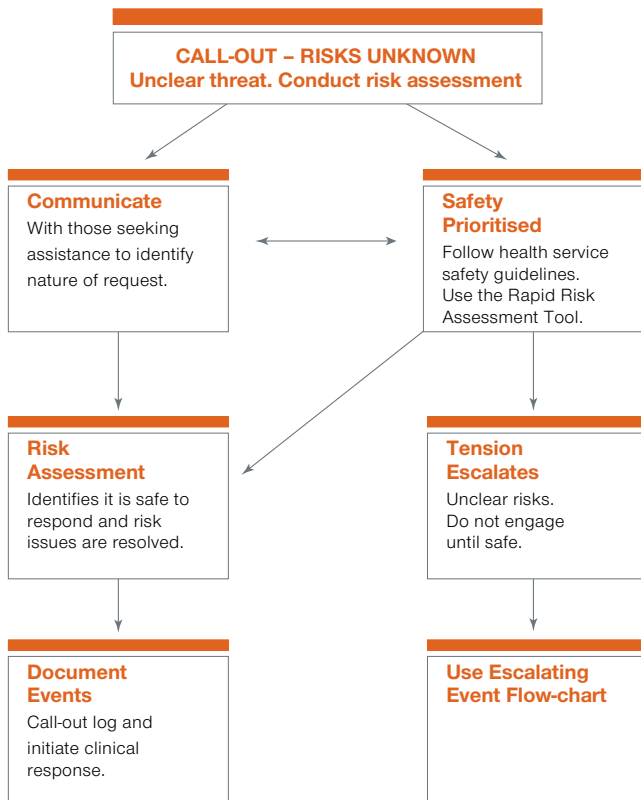 CALL-OUT – RISKS UNKNOWN
Unclear threat. Conduct risk assessment
Communicate
With those seeking
assistance to identify
nature of request.
Safety
Prioritised
Follow health service
safety guidelines.
Use the Rapid Risk
Assessment Tool.
Risk
Assessment
Identifies it is safe to
respond and risk
issues are resolved.
Tension
Escalates
Unclear risks.
Do not engage
until safe.
Document
Events
Call-out log and
initiate clinical
response.
Use Escalating
Event Flow-chart